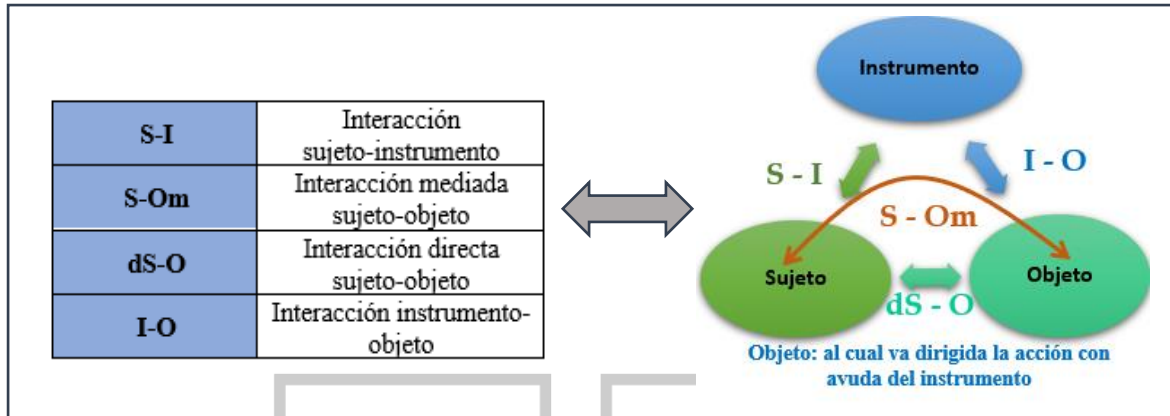 S-I
Interacción
sujeto-instrumento
S-Om
Interacción mediada
sujeto-objeto
dS-O
Interacción directa
sujeto-objeto
I-O
Interacción instrumento-
objeto
Instrumento
S - I
I - O
S - Om
Sujeto
Objeto
dS - O
Objeto: al cual va dirigida la acción con
avuda del instrumento